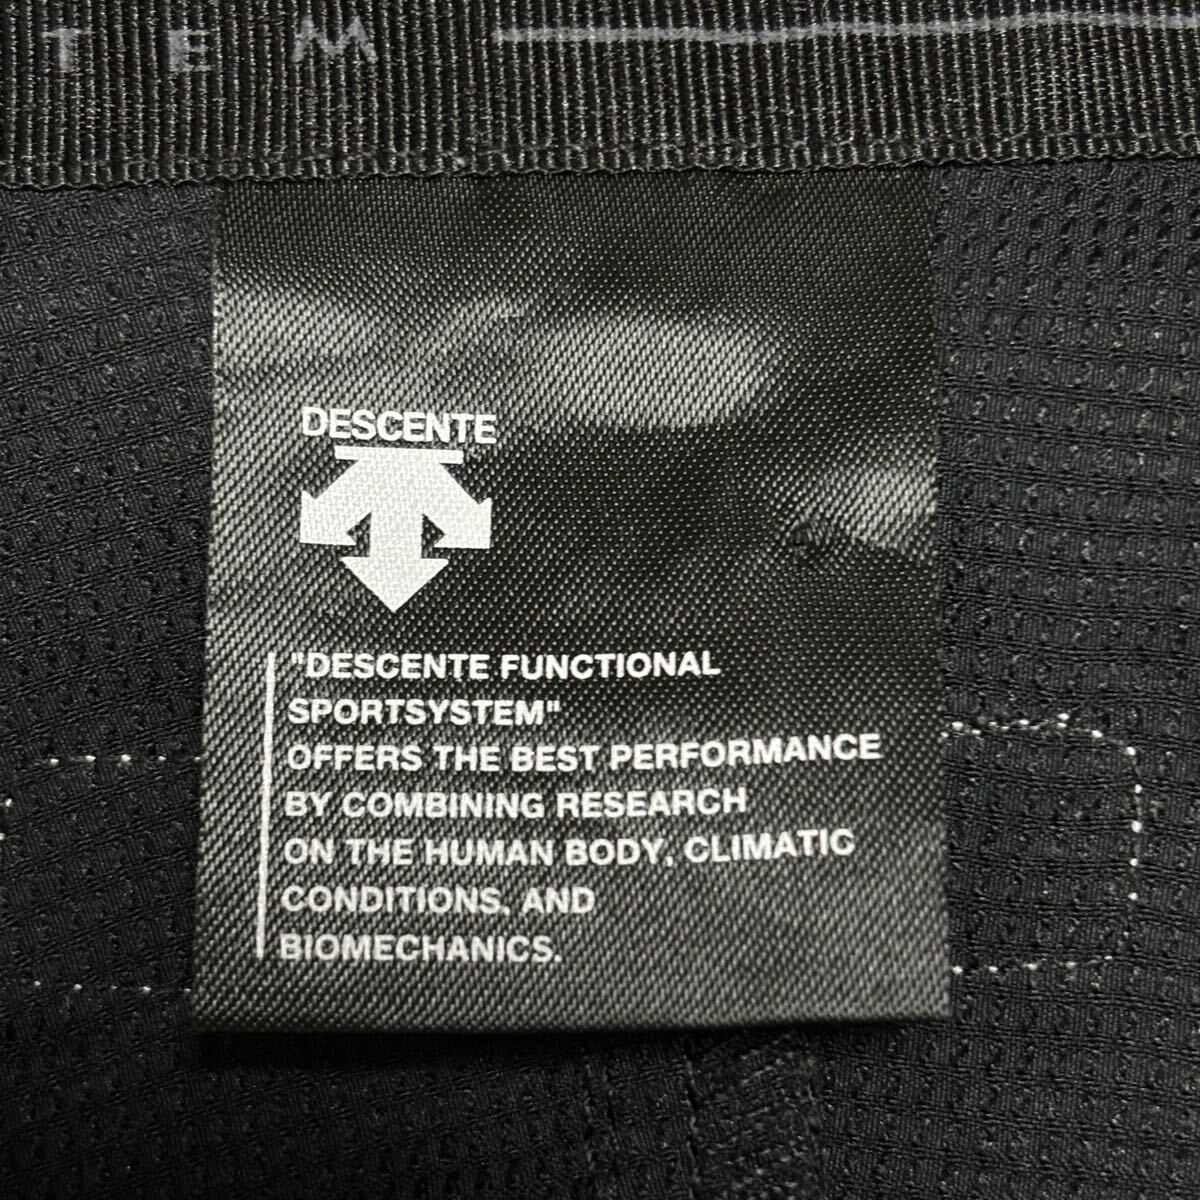 TEM
DESCENTE
"DESCENTE FUNCTIONAL
SPORTSYSTEM"
OFFERS THE BEST PERFORMANCE
BY COMBINING RESEARCH
ON THE HUMAN BODY, CLIMATIC
CONDITIONS, AND
BIOMECHANICS.